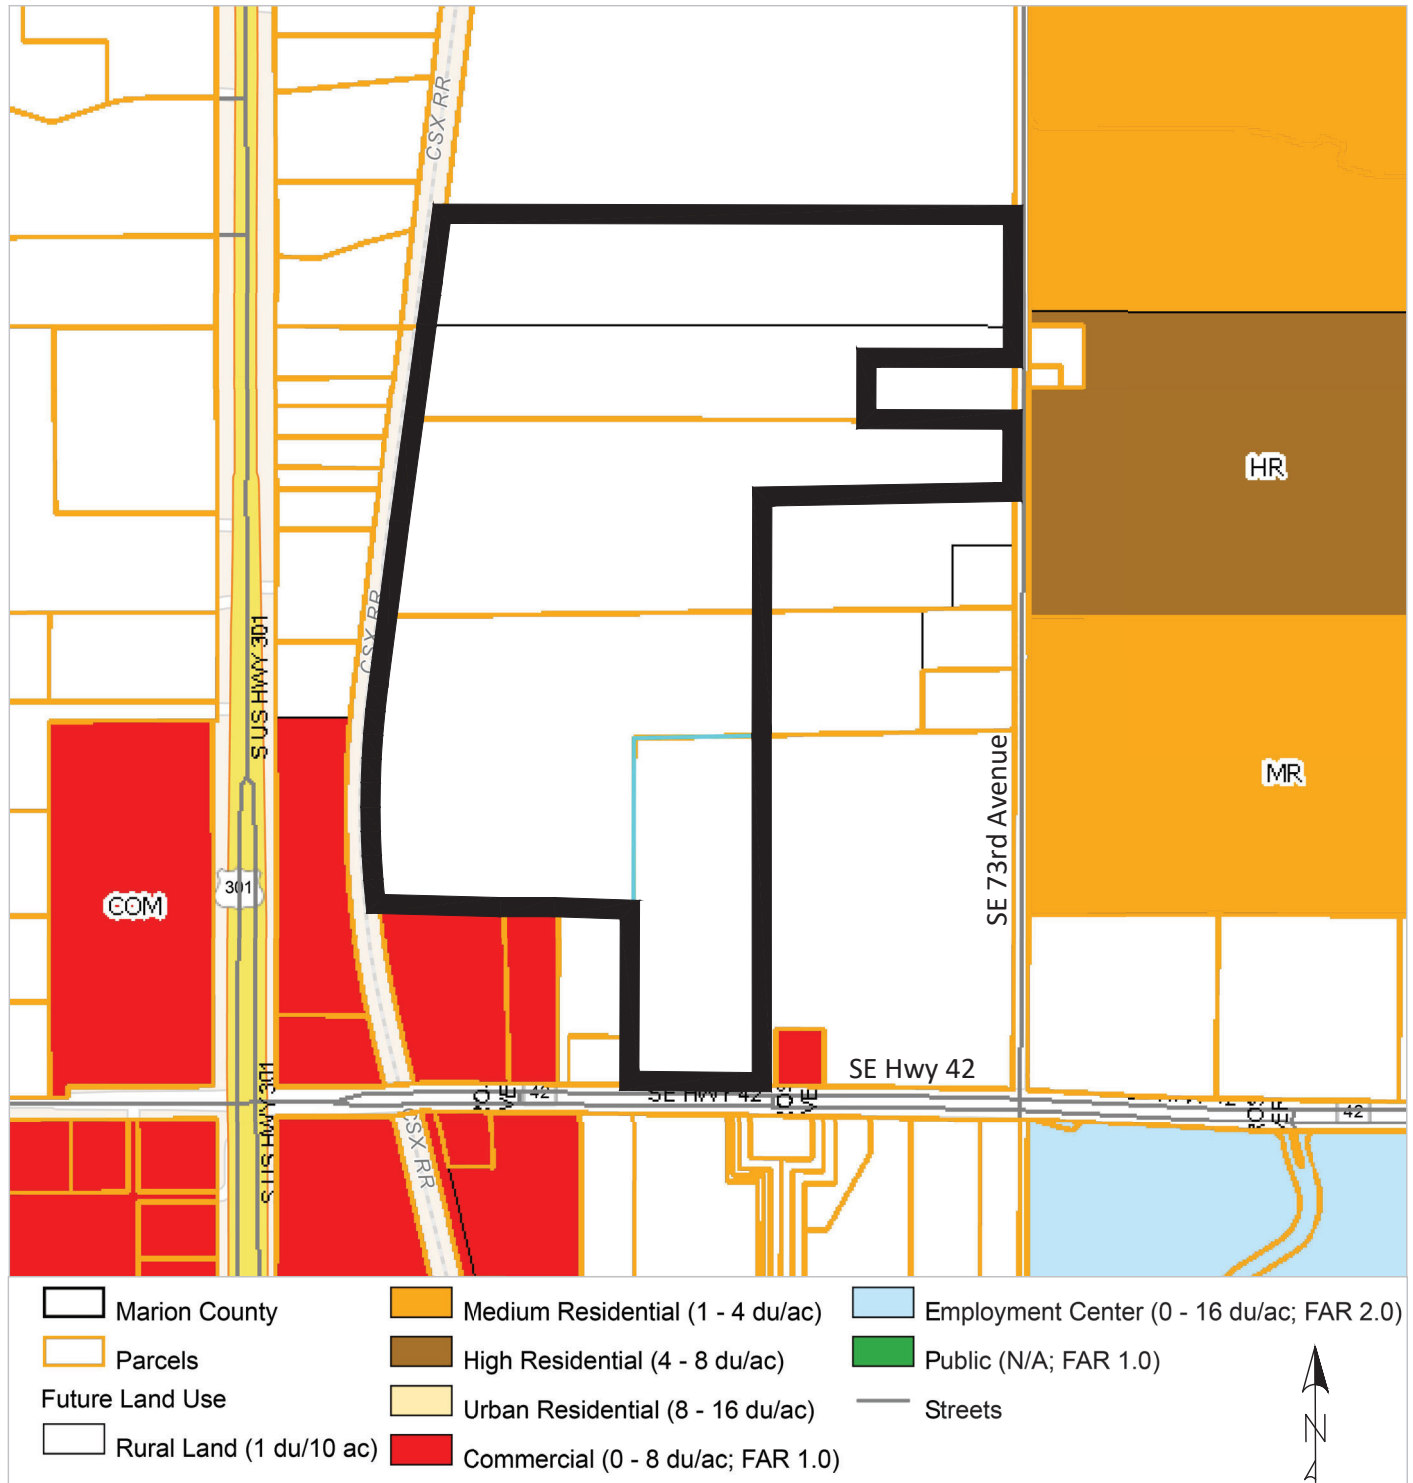 CSX RR
HR
CSX RR
S US HWY 301
SE 73rd Avenue
MR
301
COM
SE Hwy 42
42
SE HWY 42
S US HWY 301
CSX RR
42
Marion County
Parcels
Future Land Use
Rural Land (1 du/10 ac)
Medium Residential (1 - 4 du/ac)
High Residential (4 - 8 du/ac)
Urban Residential (8 - 16 du/ac)
Commercial (0 - 8 du/ac; FAR 1.0)
Employment Center (0 - 16 du/ac; FAR 2.0)
Public (N/A; FAR 1.0)
Streets
N